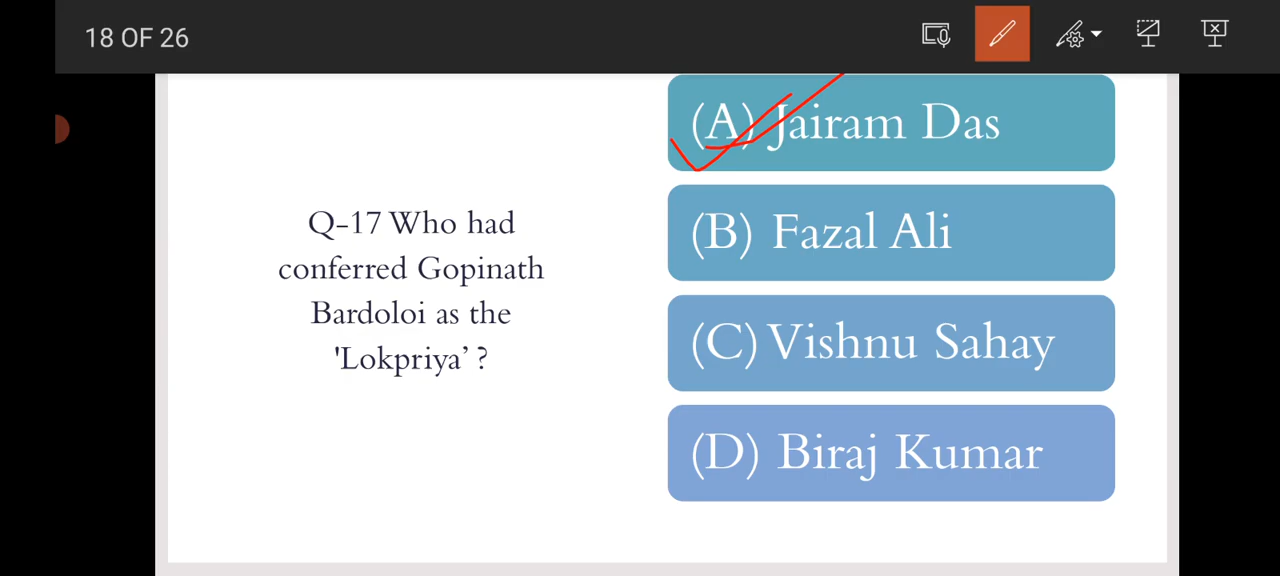 18 OF 26
(A) Jairam Das
(B) Fazal Ali
Q-17 Who had
conferred Gopinath
Bardoloi as the
'Lokpriya’ ?
(C) Vishnu Sahay
(D) Biraj Kumar